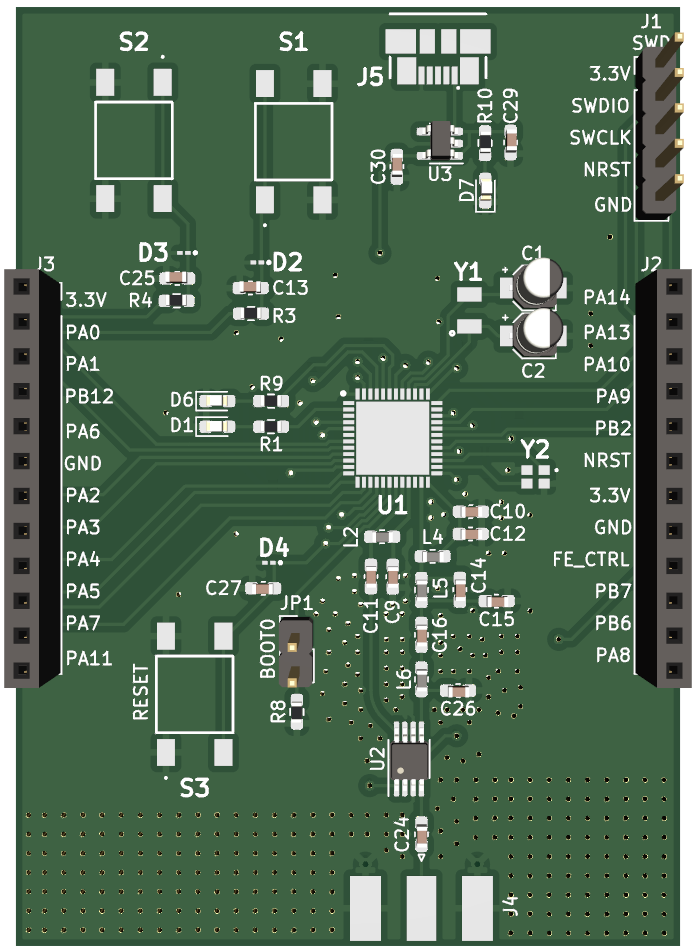 J1
S2
S1
SWD
J5
3.3V
R10
C29
SWDIO
SWCLK
C30
U3
NRST
D7
GND
D3
D2
C1
J3
Y1
J2
C25
C13
3.3V
R4
R3
PA14
PA0
PA13
PA1
C2
PA10
R9
PB12
D6
PA9
PA6
D1
R1
PB2
GND
Y2
NRST
PA2
U1
3.3V
PA3
C10
L2
C12
GND
D4
L4
PA4
FE_CTRL
C27
PA5
C11
C9
L5
C14
PB7
JP1
C15
PA7
PB6
BOOT0
C16
PA11
PA8
RESET
L6
C26
R8
U2
S3
C24
J4